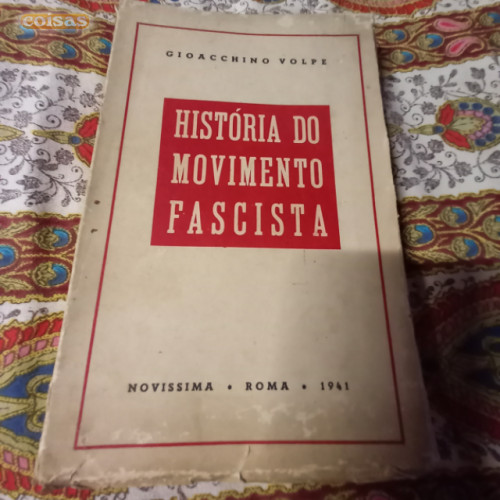 coisas
GIOACCHINO VOLPE
HISTÓRIA DO
MOVIMENTO
FASCISTA
NOVISSIMA • ROMA • 1941